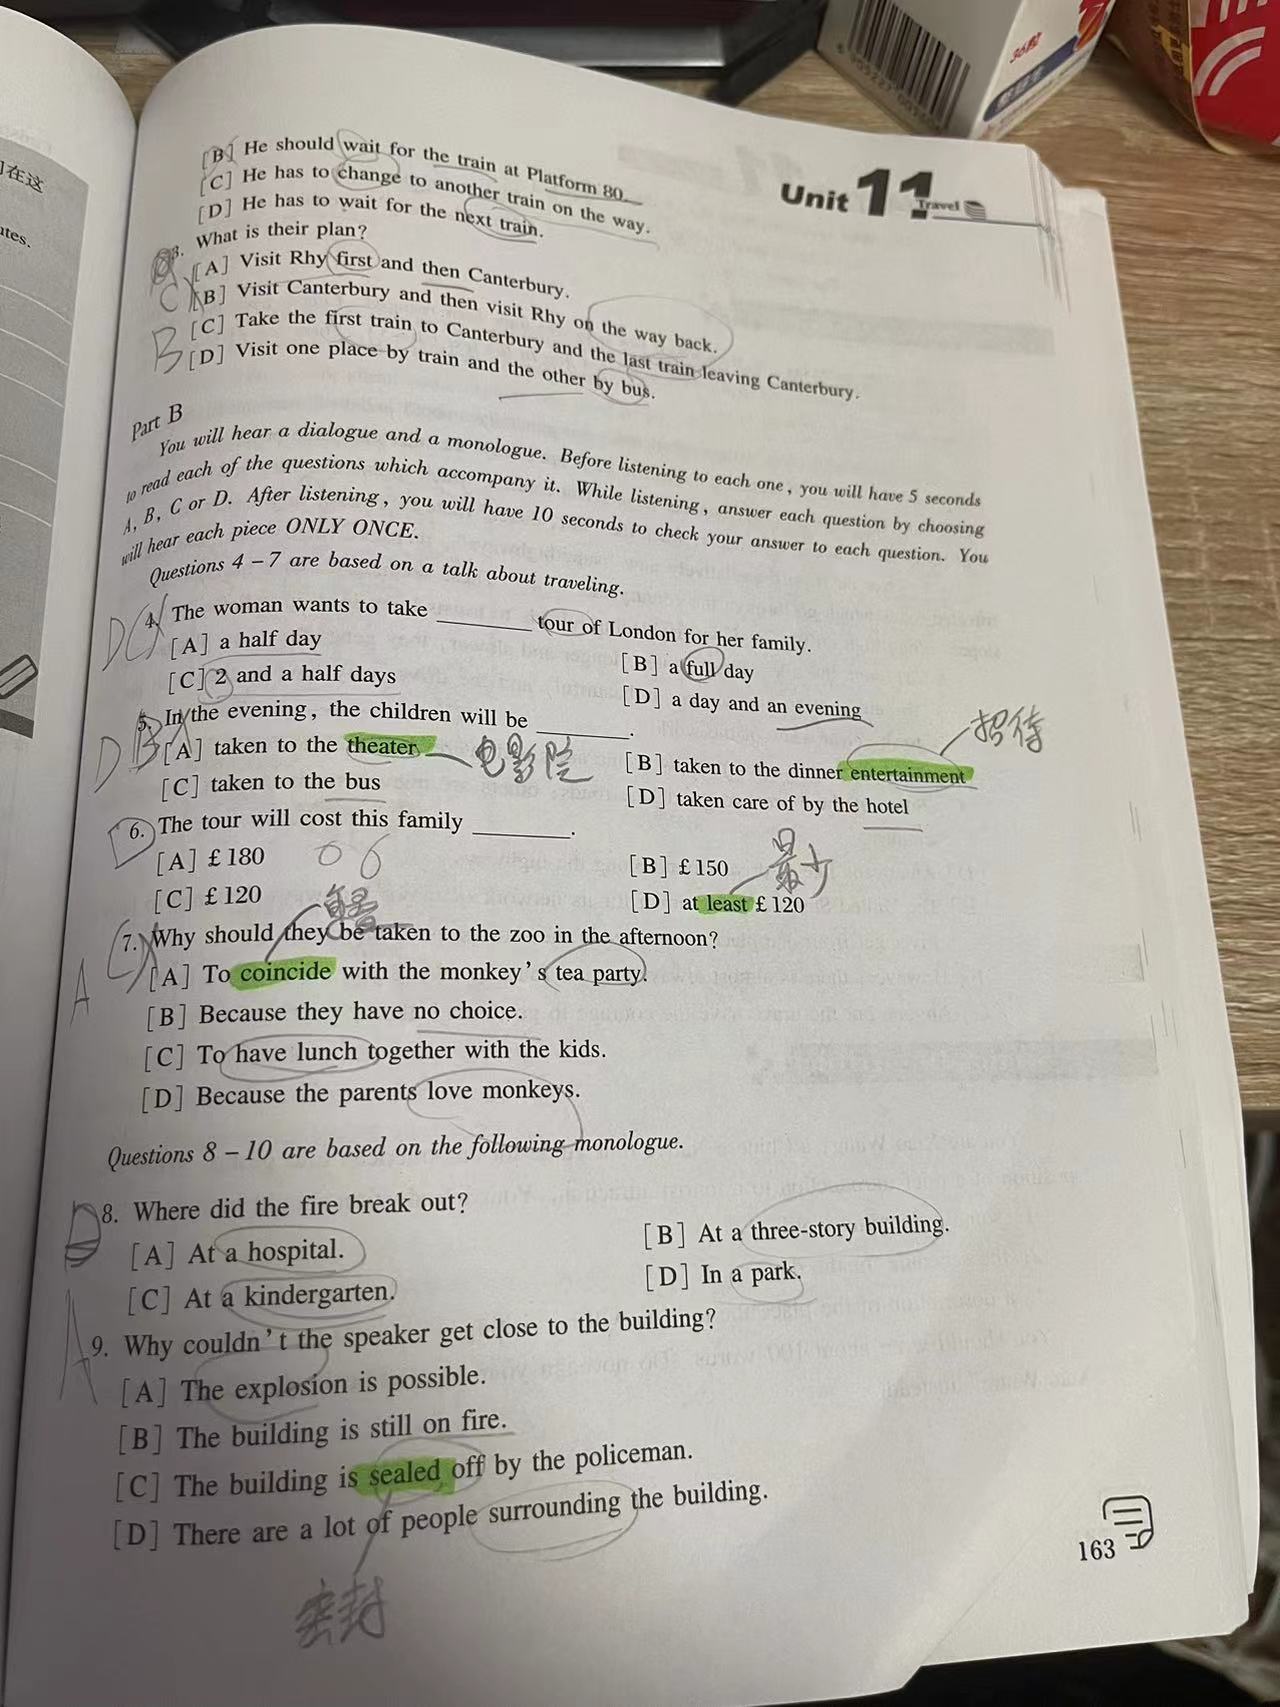 36粒
Unit 11
Travel
们在这
utes.
[B] He should wait for the train at Platform 80.
[C] He has to change to another train on the way.
[D] He has to wait for the next train.
3. What is their plan?
[A] Visit Rhy first and then Canterbury.
C [B] Visit Canterbury and then visit Rhy on the way back.
[C] Take the first train to Canterbury and the last train leaving Canterbury.
B [D] Visit one place by train and the other by bus.
Part B
You will hear a dialogue and a monologue. Before listening to each one, you will have 5 seconds
to read each of the questions which accompany it. While listening, answer each question by choosing
A, B, C or D. After listening, you will have 10 seconds to check your answer to each question. You
will hear each piece ONLY ONCE.
Questions 4-7 are based on a talk about traveling.
D C 4. The woman wants to take ________ tour of London for her family.
[A] a half day [B] a full day
[C] 2 and a half days [D] a day and an evening
D B 5. In the evening, the children will be ________.
招待
[A] taken to the theater 电影院 [B] taken to the dinner entertainment
[C] taken to the bus [D] taken care of by the hotel
D 6. The tour will cost this family ________.
[A] £180 [B] £150 最少
[C] £120 [D] at least £120
C 7. Why should they be taken to the zoo in the afternoon?
A [A] To coincide with the monkey's tea party.
[B] Because they have no choice.
[C] To have lunch together with the kids.
[D] Because the parents love monkeys.
Questions 8-10 are based on the following monologue.
8. Where did the fire break out?
[A] At a hospital. [B] At a three-story building.
[C] At a kindergarten. [D] In a park.
A 9. Why couldn't the speaker get close to the building?
[A] The explosion is possible.
[B] The building is still on fire.
[C] The building is sealed off by the policeman.
[D] There are a lot of people surrounding the building.
密封
163